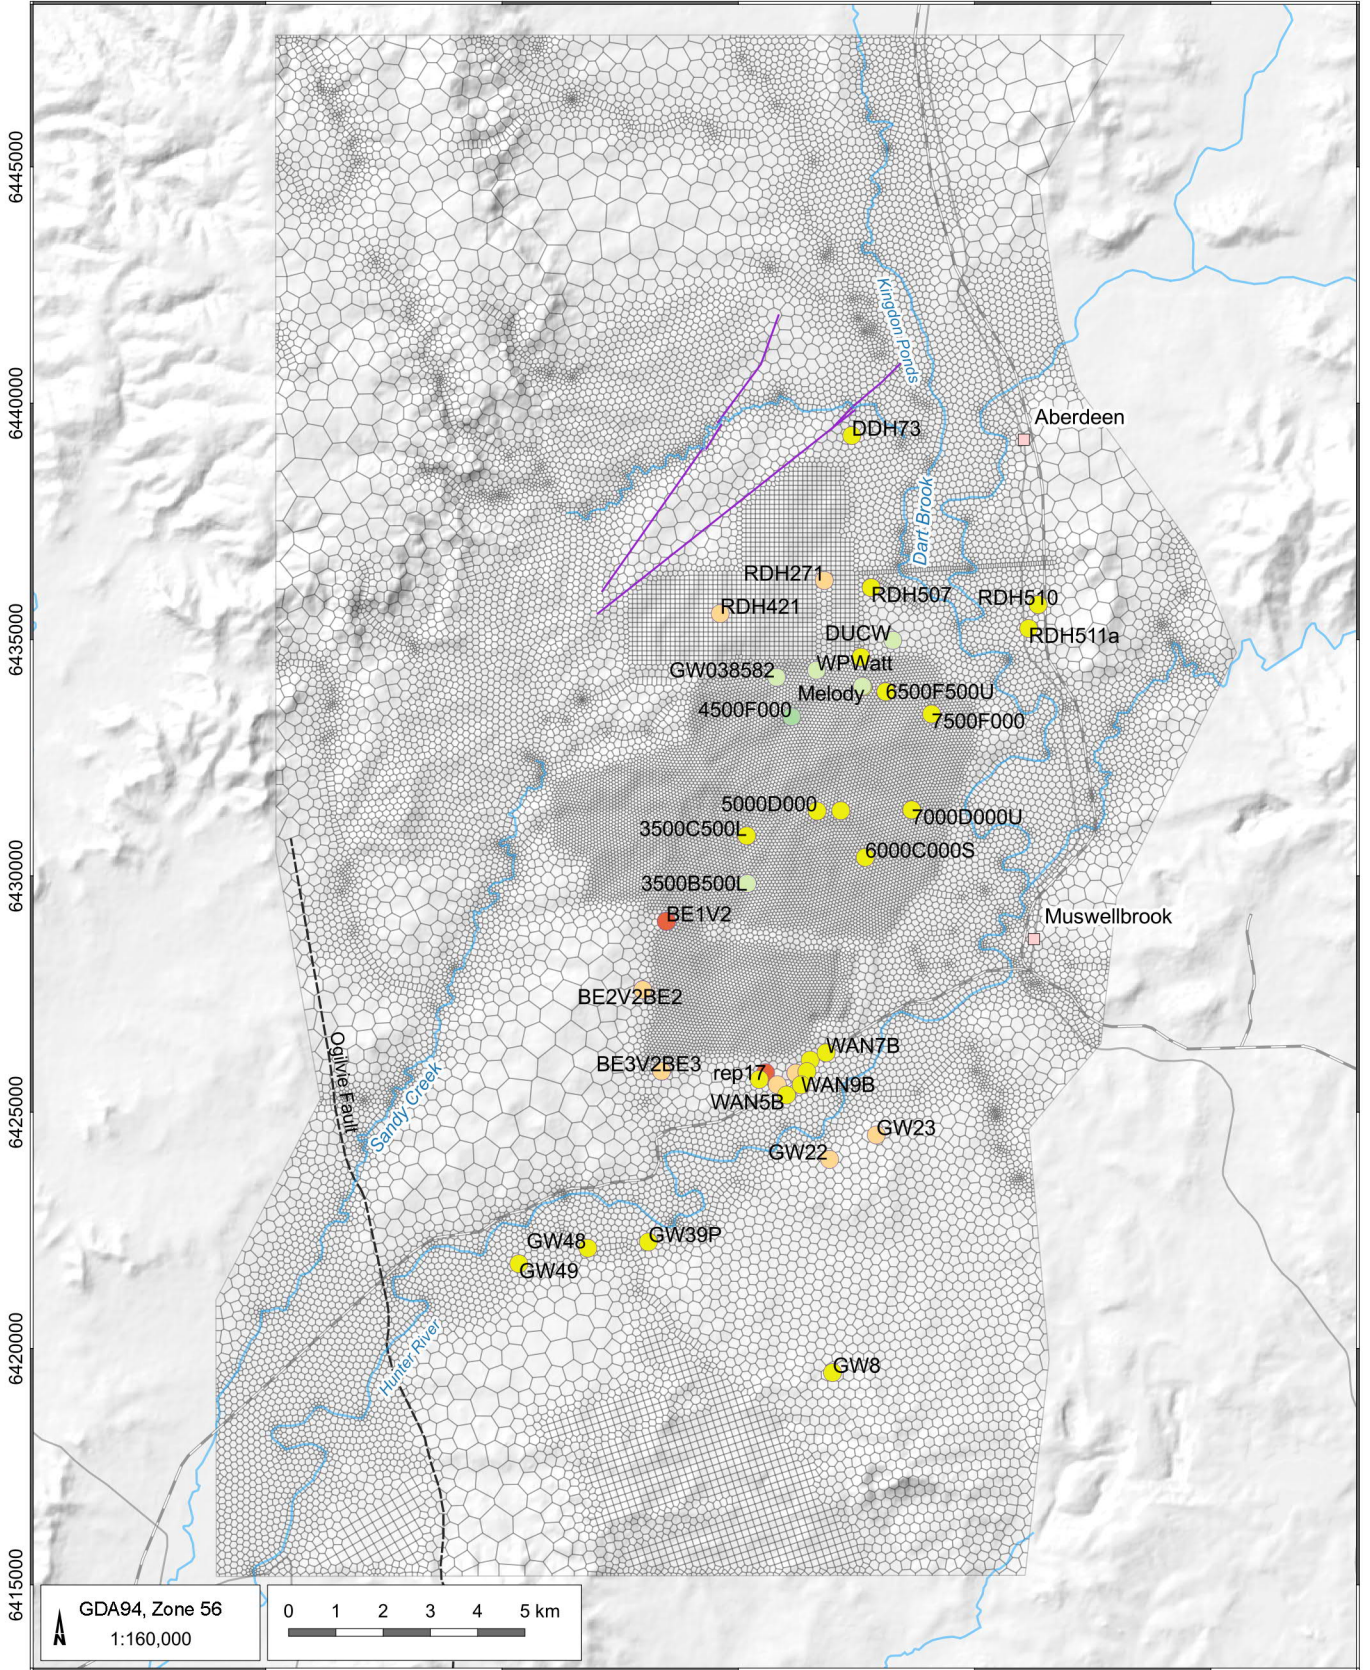 6445000
Kingdon Ponds
6440000
Aberdeen
DDH73
Dart Brook
RDH271
RDH507
RDH510
RDH421
6435000
DUCW
RDH511a
WPWatt
GW038582
Melody
6500F500U
4500F000
7500F000
5000D000
7000D000U
3500C500L
6000C000S
6430000
3500B500L
BE1V2
Muswellbrook
BE2V2BE2
Ogilvie Fault
WAN7B
BE3V2BE3
rep17
WAN9B
Sandy Creek
WAN5B
6425000
GW23
GW22
GW39P
GW48
GW49
6420000
Hunter River
GW8
6415000
GDA94, Zone 56
1:160,000
N
0 1 2 3 4 5 km